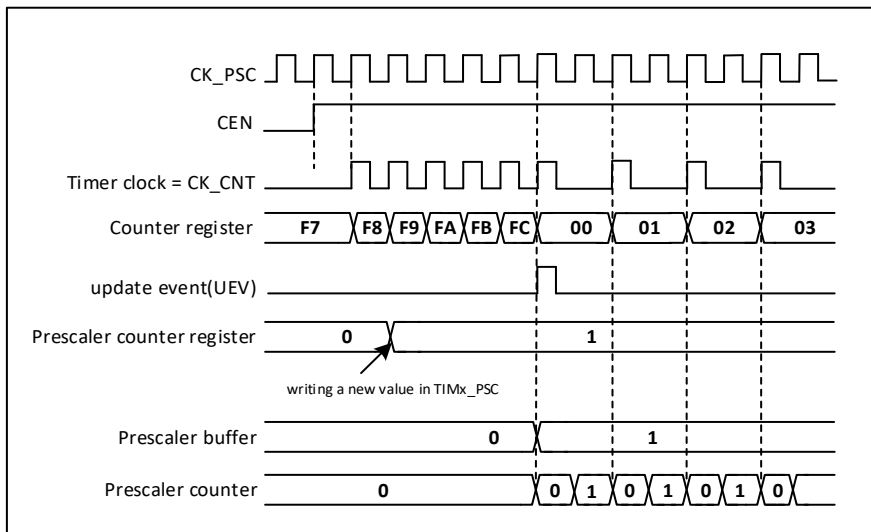 CK_PSC
CEN
Timer clock = CK_CNT
Counter register F7 F8 F9 FA FB FC 00 01 02 03
update event(UEV)
Prescaler counter register 0 1
writing a new value in TIMx_PSC
Prescaler buffer 0 1
Prescaler counter 0 0 1 0 1 0 1 0